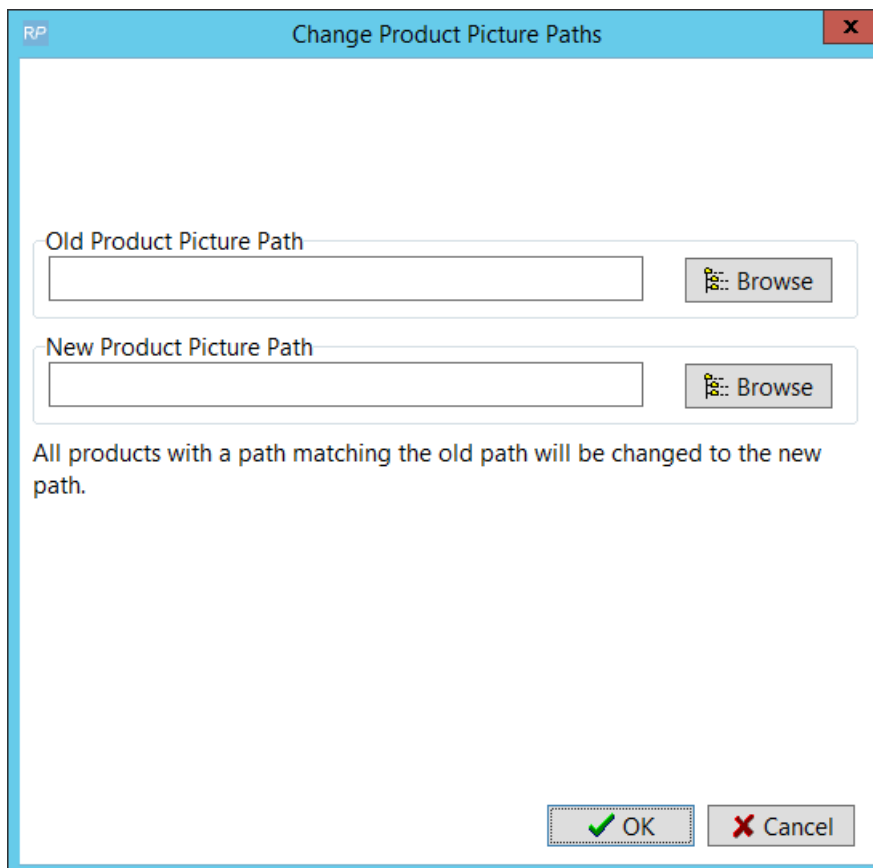 RP
Change Product Picture Paths
x
Old Product Picture Path
Browse
New Product Picture Path
Browse
All products with a path matching the old path will be changed to the new
path.
OK
Cancel